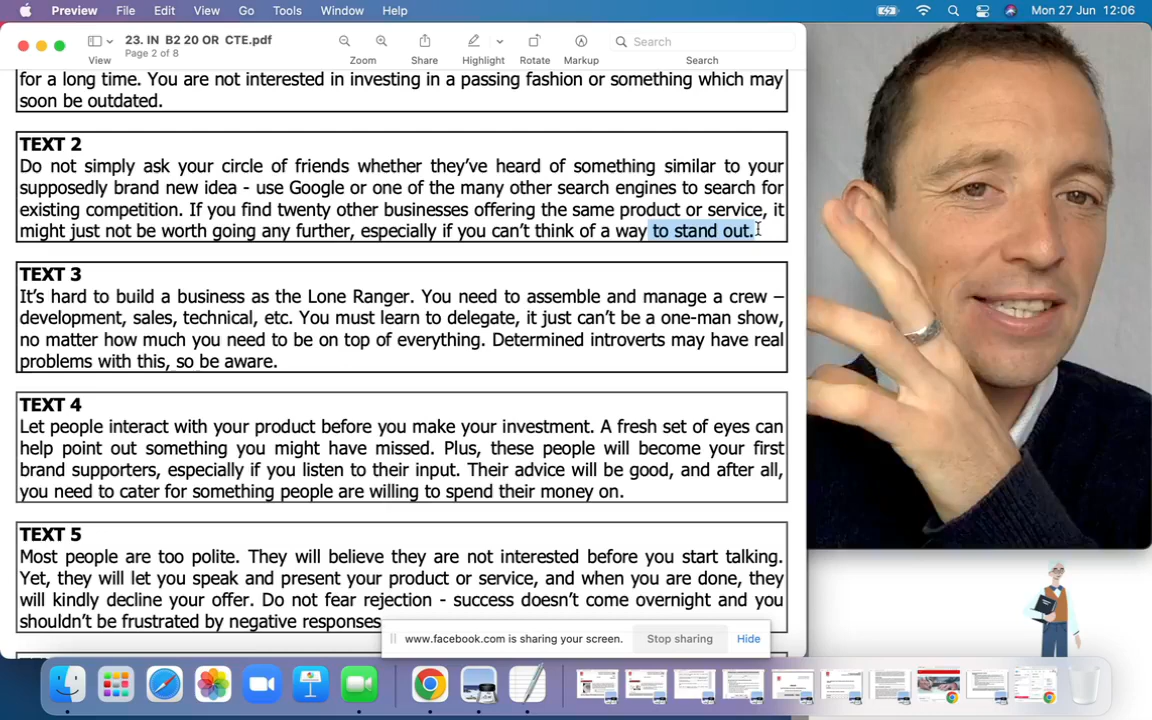 Preview File Edit View Go Tools Window Help Mon 27 Jun 12:06
23. IN B2 20 OR CTE.pdf
Page 2 of 8
Search
View Zoom Share Highlight Rotate Markup Search
for a long time. You are not interested in investing in a passing fashion or something which may
soon be outdated.
TEXT 2
Do not simply ask your circle of friends whether they’ve heard of something similar to your
supposedly brand new idea - use Google or one of the many other search engines to search for
existing competition. If you find twenty other businesses offering the same product or service, it
might just not be worth going any further, especially if you can’t think of a way to stand out.
TEXT 3
It’s hard to build a business as the Lone Ranger. You need to assemble and manage a crew –
development, sales, technical, etc. You must learn to delegate, it just can’t be a one-man show,
no matter how much you need to be on top of everything. Determined introverts may have real
problems with this, so be aware.
TEXT 4
Let people interact with your product before you make your investment. A fresh set of eyes can
help point out something you might have missed. Plus, these people will become your first
brand supporters, especially if you listen to their input. Their advice will be good, and after all,
you need to cater for something people are willing to spend their money on.
TEXT 5
Most people are too polite. They will believe they are not interested before you start talking.
Yet, they will let you speak and present your product or service, and when you are done, they
will kindly decline your offer. Do not fear rejection - success doesn’t come overnight and you
shouldn’t be frustrated by negative responses
www.facebook.com is sharing your screen. Stop sharing Hide